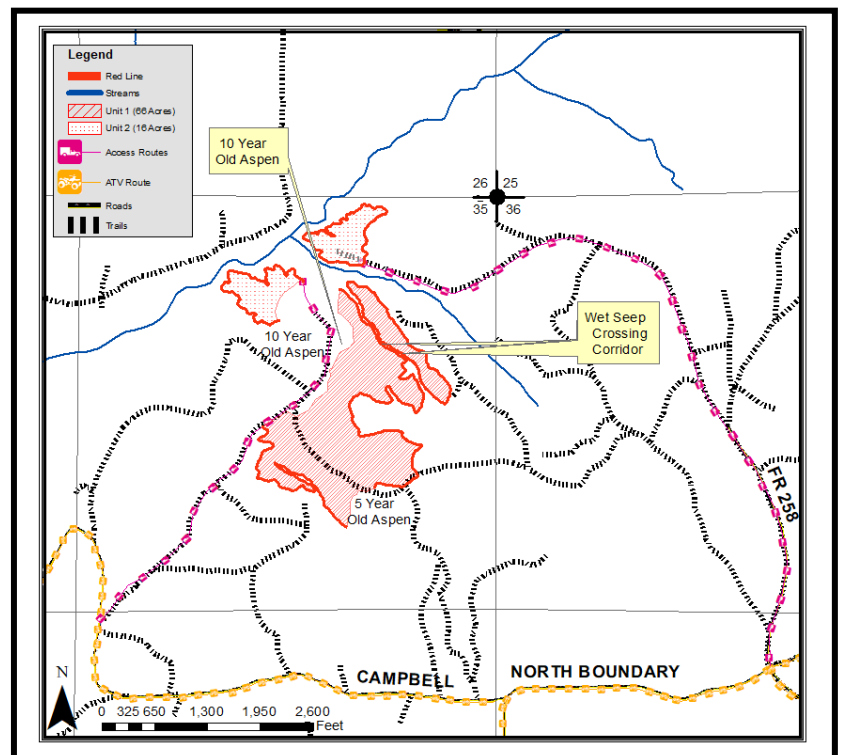 Legend
Red Line
Streams
Unit 1 (66 Acres)
Unit 2 (16 Acres)
Access Routes
ATV Route
Roads
Trails
10 Year
Old Aspen
26 25
35 36
Wet Seep
Crossing
Corridor
10 Year
Old Aspen
5 Year
Old Aspen
FR 258
CAMPBELL
NORTH BOUNDARY
N
0 325 650 1,300 1,950 2,600
Feet